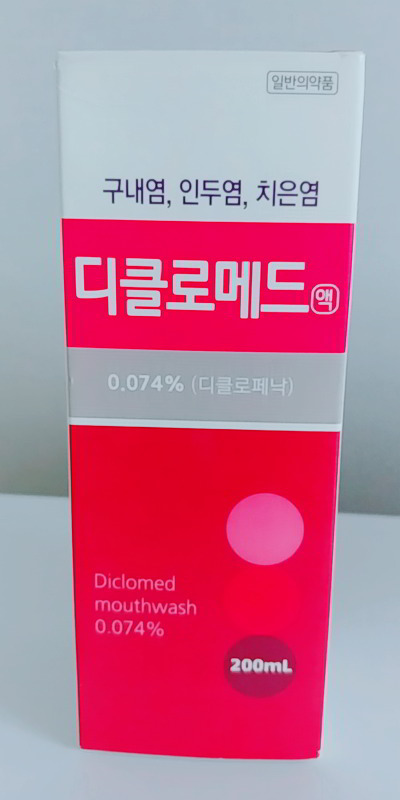 일반의약품
구내염, 인두염, 치은염
디클로메드액
0.074% (디클로페낙)
Diclomed
mouthwash
0.074%
200mL